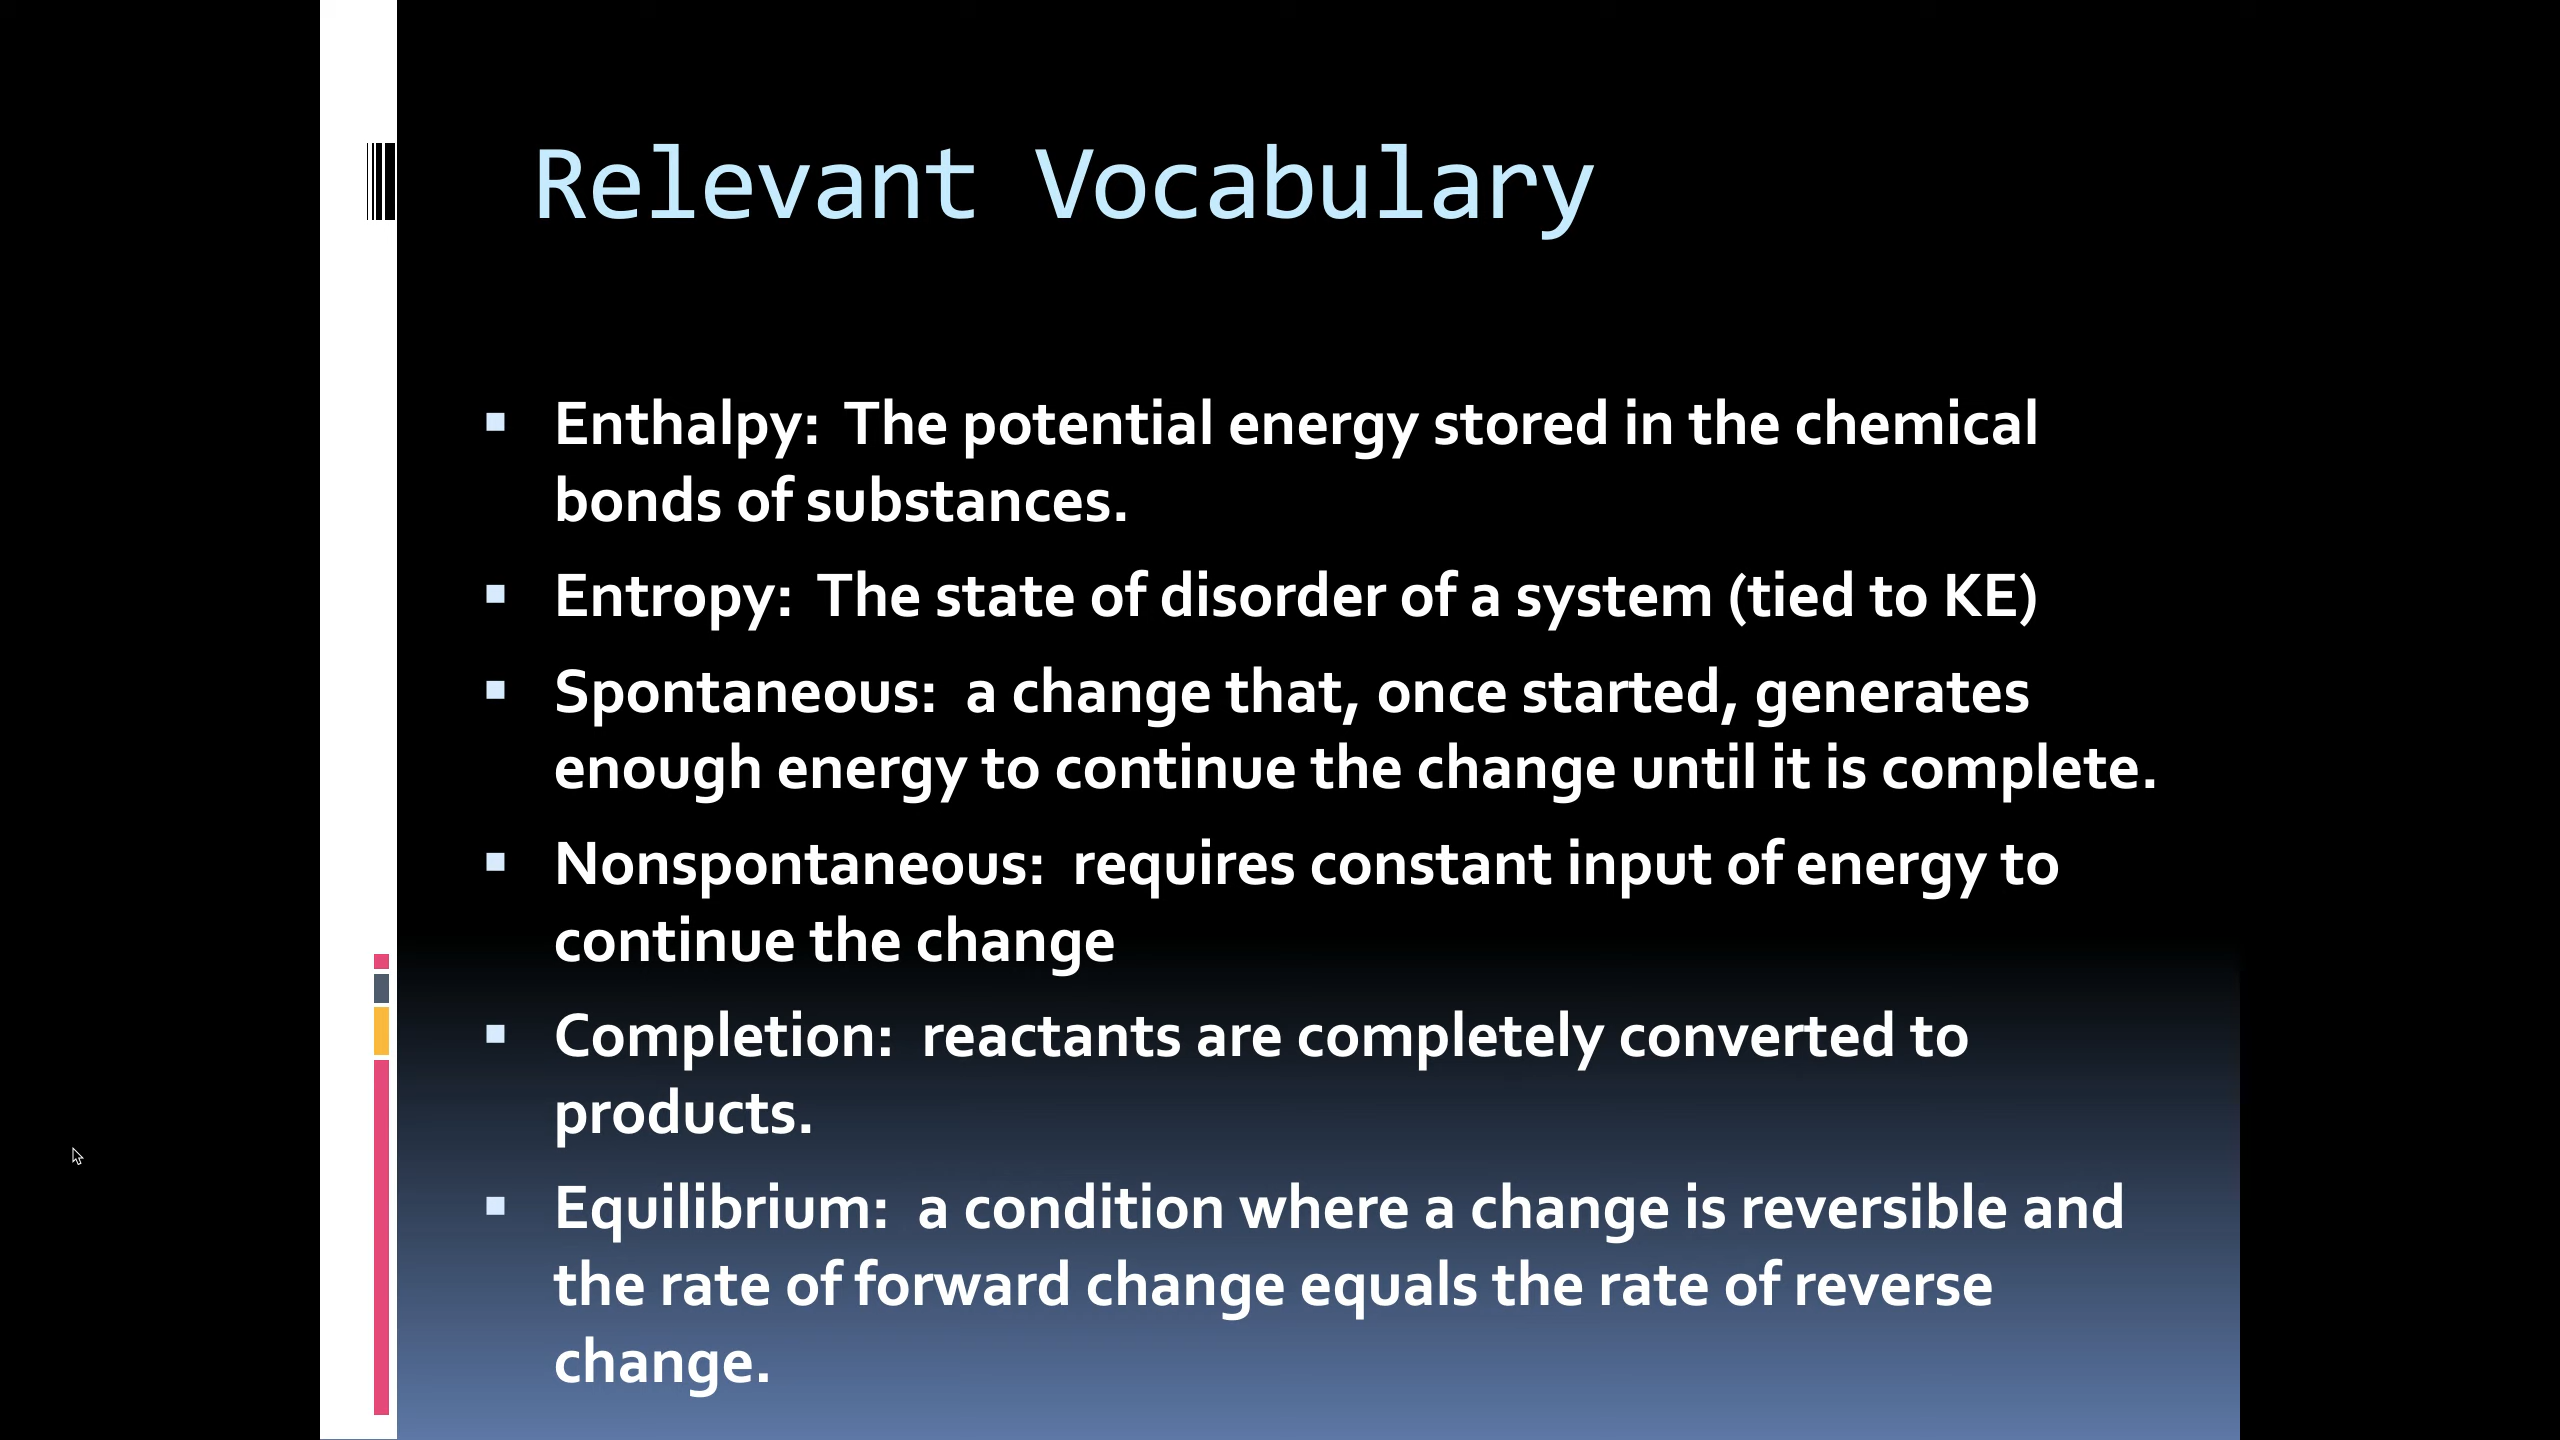 Relevant Vocabulary
▪ Enthalpy:  The potential energy stored in the chemical
bonds of substances.
▪ Entropy:  The state of disorder of a system (tied to KE)
▪ Spontaneous:  a change that, once started, generates
enough energy to continue the change until it is complete.
▪ Nonspontaneous:  requires constant input of energy to
continue the change
▪ Completion:  reactants are completely converted to
products.
▪ Equilibrium:  a condition where a change is reversible and
the rate of forward change equals the rate of reverse
change.